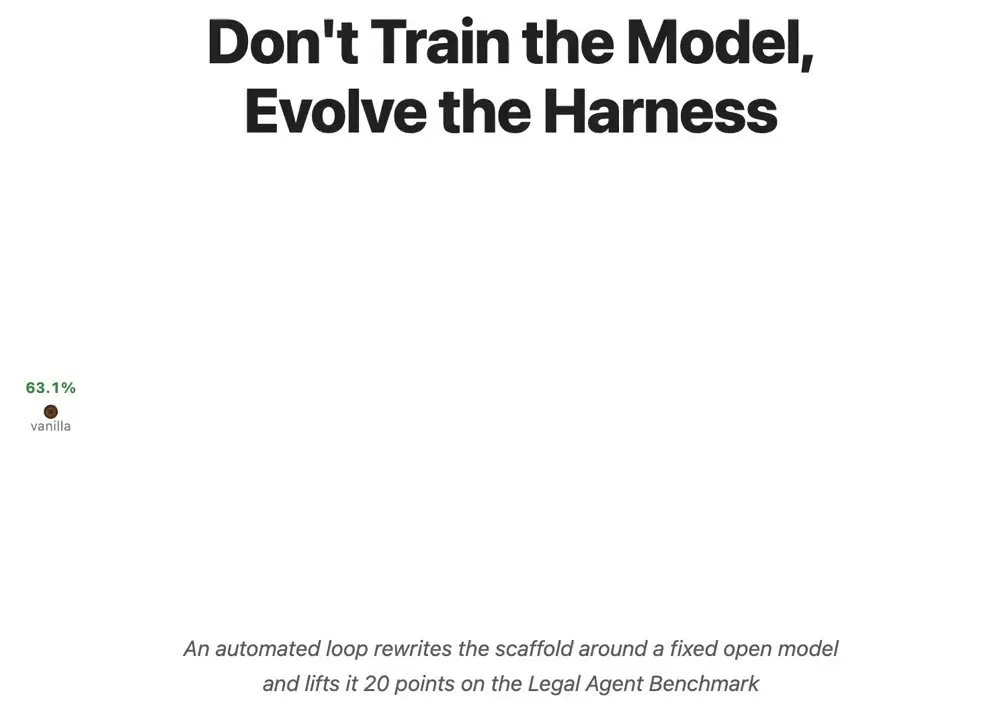 Don't Train the Model,
Evolve the Harness
63.1%
vanilla
An automated loop rewrites the scaffold around a fixed open model
and lifts it 20 points on the Legal Agent Benchmark